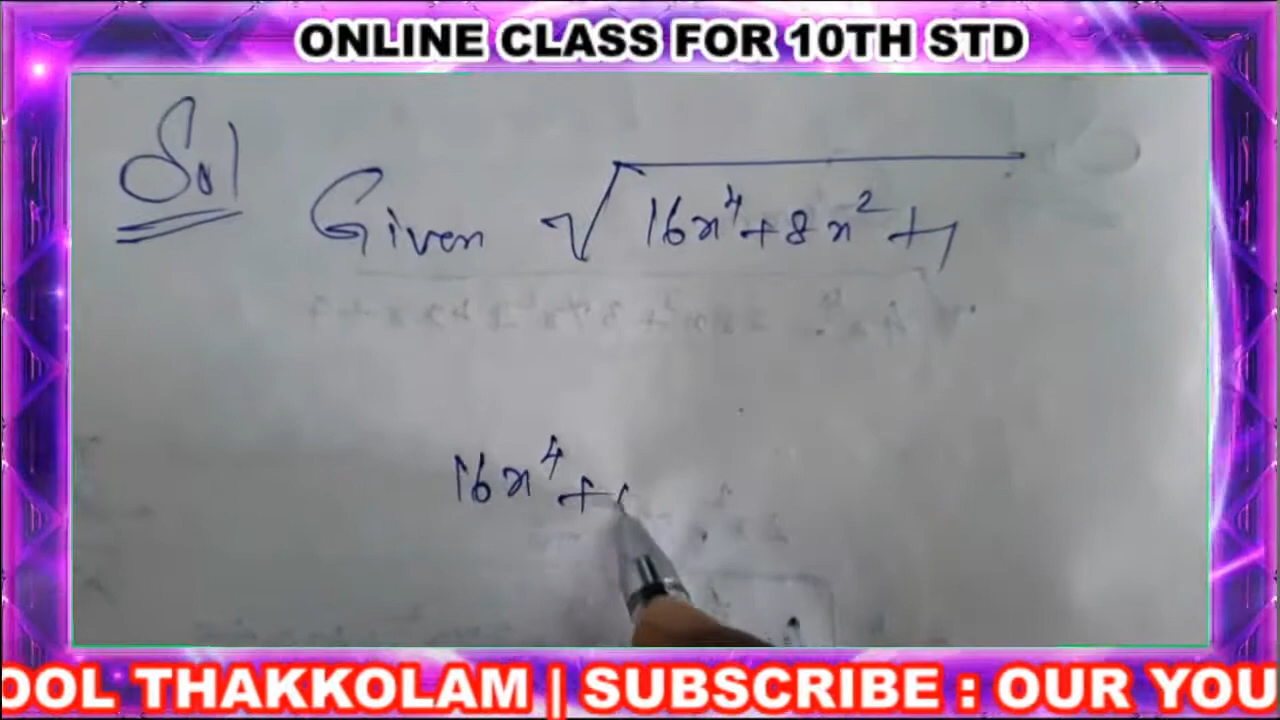 ONLINE CLASS FOR 10TH STD
Sol Given √16x⁴+8x²+1
16x⁴+
OOL THAKKOLAM | SUBSCRIBE : OUR YOU